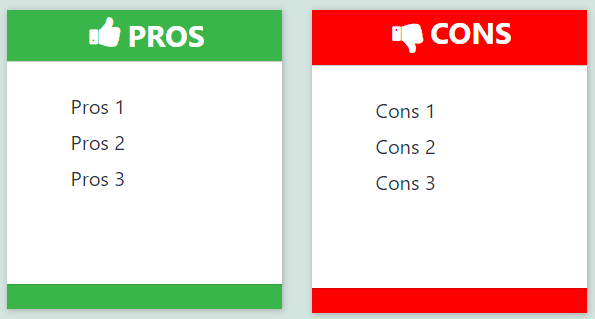 PROS
Pros 1
Pros 2
Pros 3
CONS
Cons 1
Cons 2
Cons 3